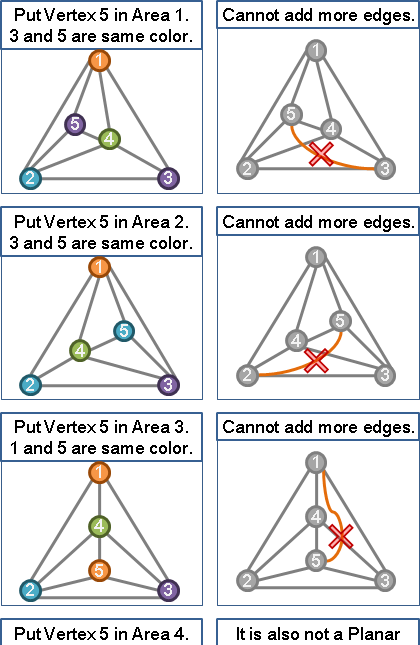 Put Vertex 5 in Area 1.
3 and 5 are same color.
Cannot add more edges.
1
5
4
2
3
1
5
4
2
3
Put Vertex 5 in Area 2.
3 and 5 are same color.
Cannot add more edges.
1
5
4
2
3
1
5
4
2
3
Put Vertex 5 in Area 3.
1 and 5 are same color.
Cannot add more edges.
1
4
5
2
3
1
4
5
2
3
Put Vertex 5 in Area 4.
It is also not a Planar